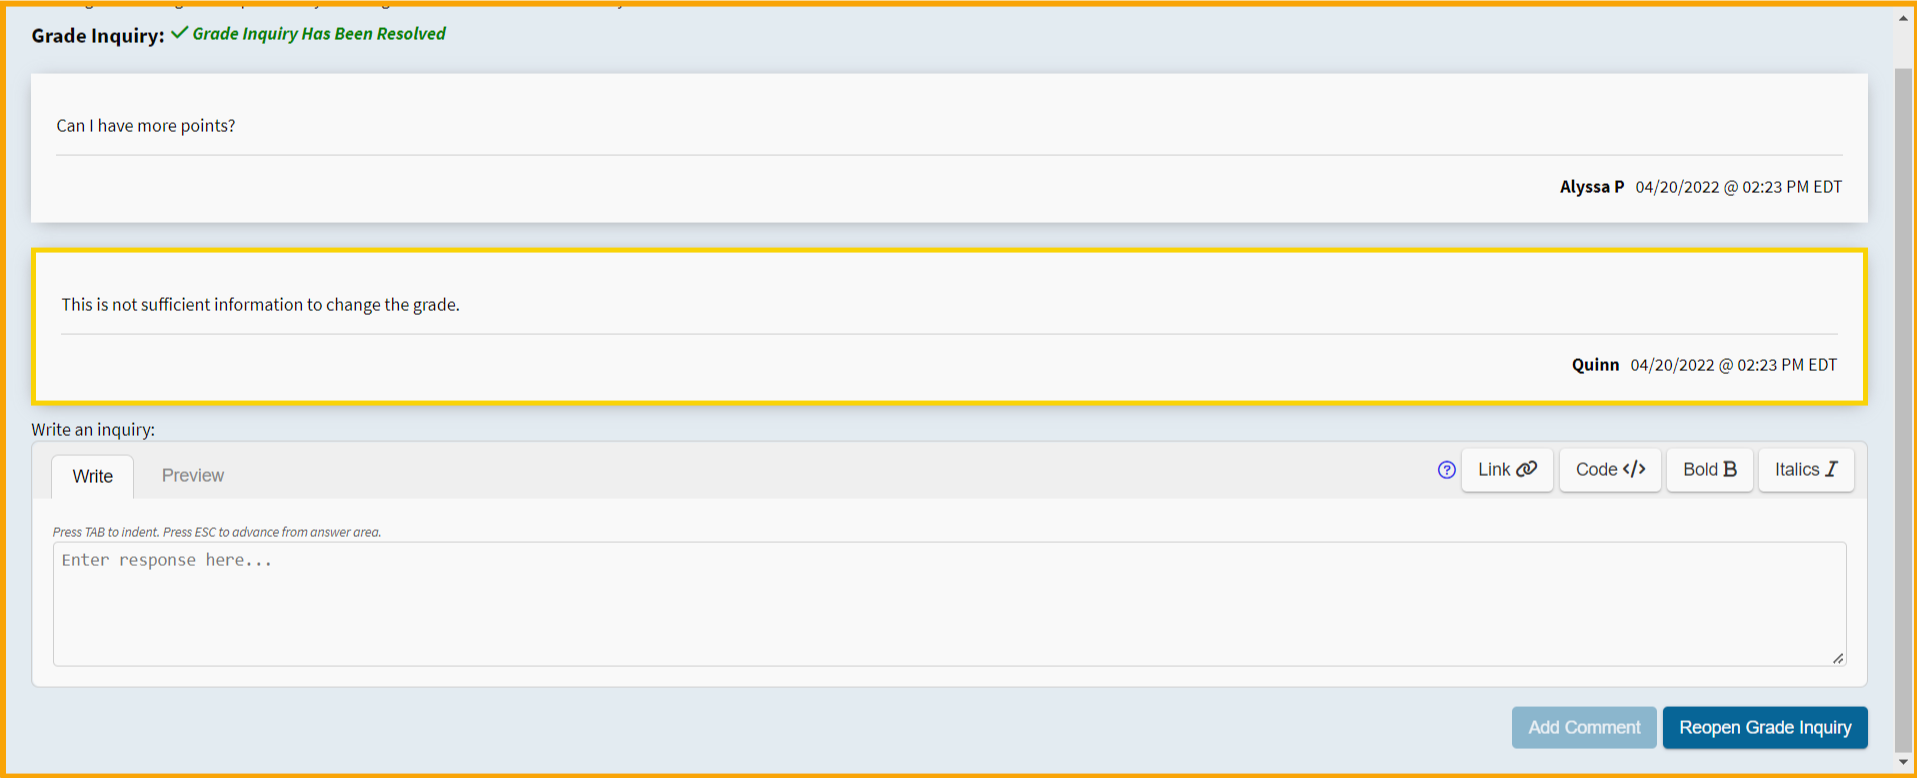 Grade Inquiry: Grade Inquiry Has Been Resolved
Can I have more points?
Alyssa P 04/20/2022 @ 02:23 PM EDT
This is not sufficient information to change the grade.
Quinn 04/20/2022 @ 02:23 PM EDT
Write an inquiry:
Write Preview ? Link Code </> Bold B Italics I
Press TAB to indent. Press ESC to advance from answer area.
Enter response here...
Add Comment Reopen Grade Inquiry